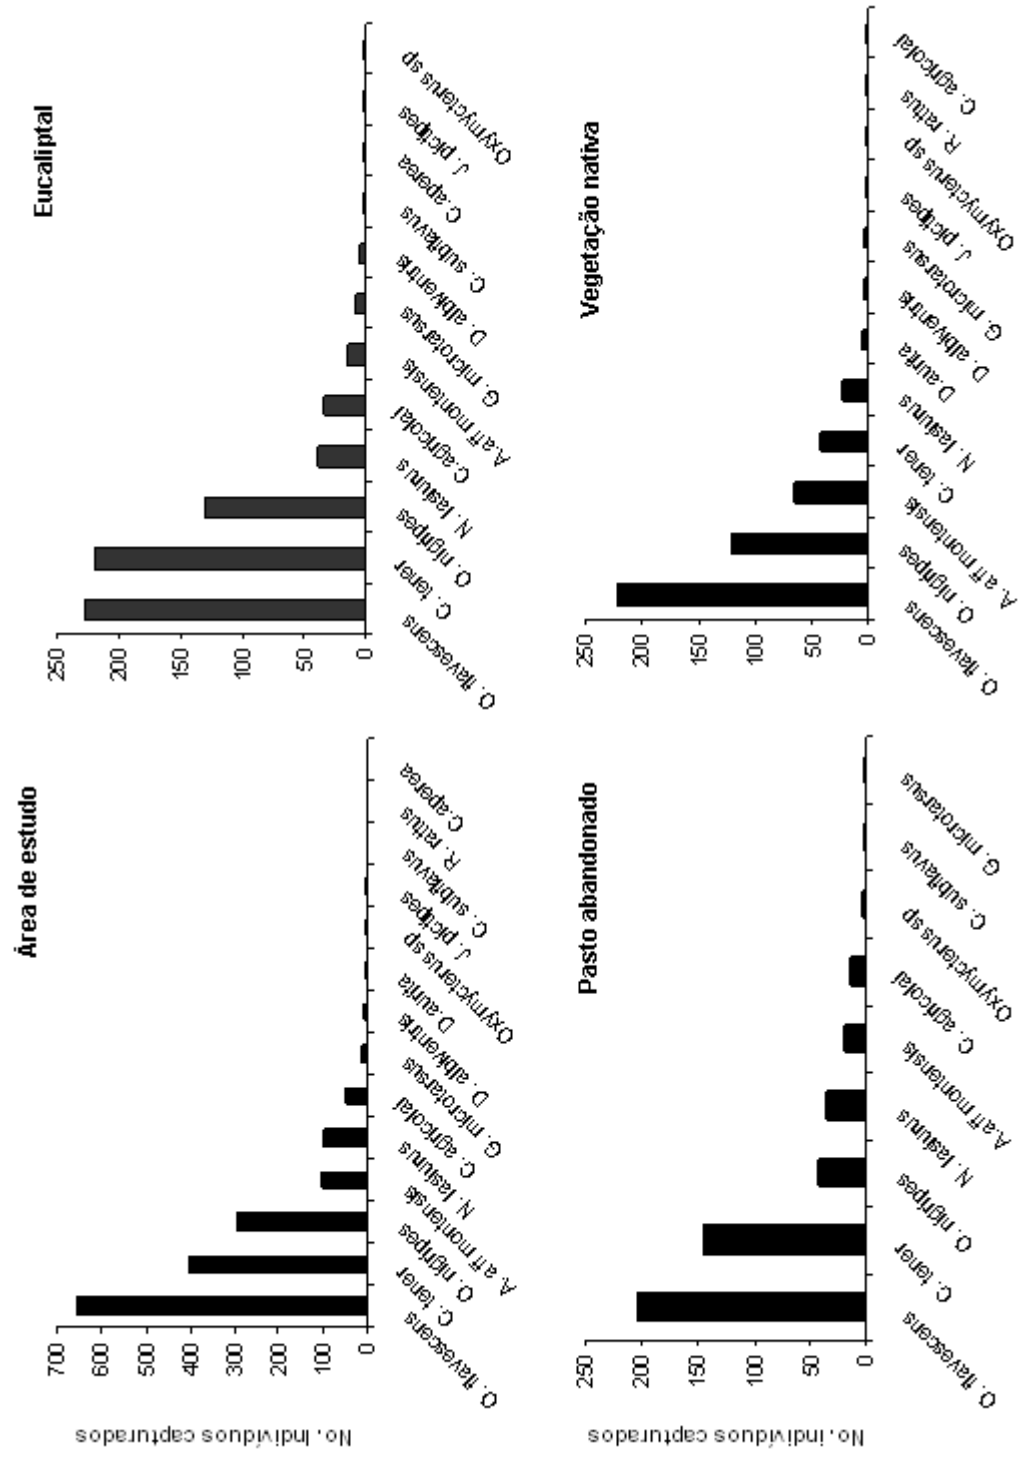 Área de estudo
No. Indivíduos capturados
700
600
500
400
300
200
100
0
O. flavescens
C. tener
O. nigripes
A. aff montensis
N. lasiurus
C. agricolai
G. microtarsus
D. albiventris
D.aurita
Oxymycterus sp
J. pictipes
C. subflavus
R. rattus
C.aperea
Eucaliptal
250
200
150
100
50
0
O. flavescens
C. tener
O. nigripes
N. lasiurus
C.agricolai
A.aff montensis
G. microtarsus
D. albiventris
C. subflavus
C.aperea
J. pictipes
Oxymycterus sp
Pasto abandonado
No. indivíduos capturados
250
200
150
100
50
0
O. flavescens
C. tener
O. nigripes
N. lasiurus
A.aff montensis
C. agricolai
Oxymycterus sp
C. subflavus
G. microtarsus
Vegetação nativa
250
200
150
100
50
0
O. flavescens
O. nigripes
A. aff montensis
C. tener
N. lasiurus
D.aurita
D. albiventris
G. microtarsus
J. pictipes
Oxymycterus sp
R. rattus
C. agricolai